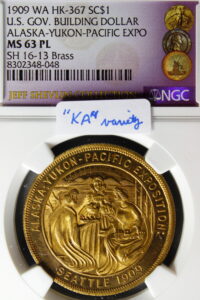 1909 WA HK-367 SC$1
U.S. GOV. BUILDING DOLLAR
ALASKA-YUKON-PACIFIC EXPO
MS 63 PL
SH 16-13 Brass
8302348-048
NGC
"KA" variety
ALASKA-YUKON-PACIFIC EXPOSITION
SEATTLE 1909